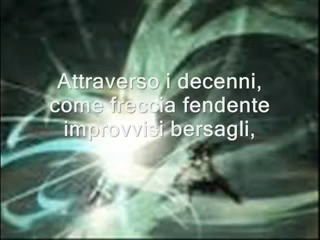 Attraverso i decenni,
come freccia fendente
improvvisi bersagli,